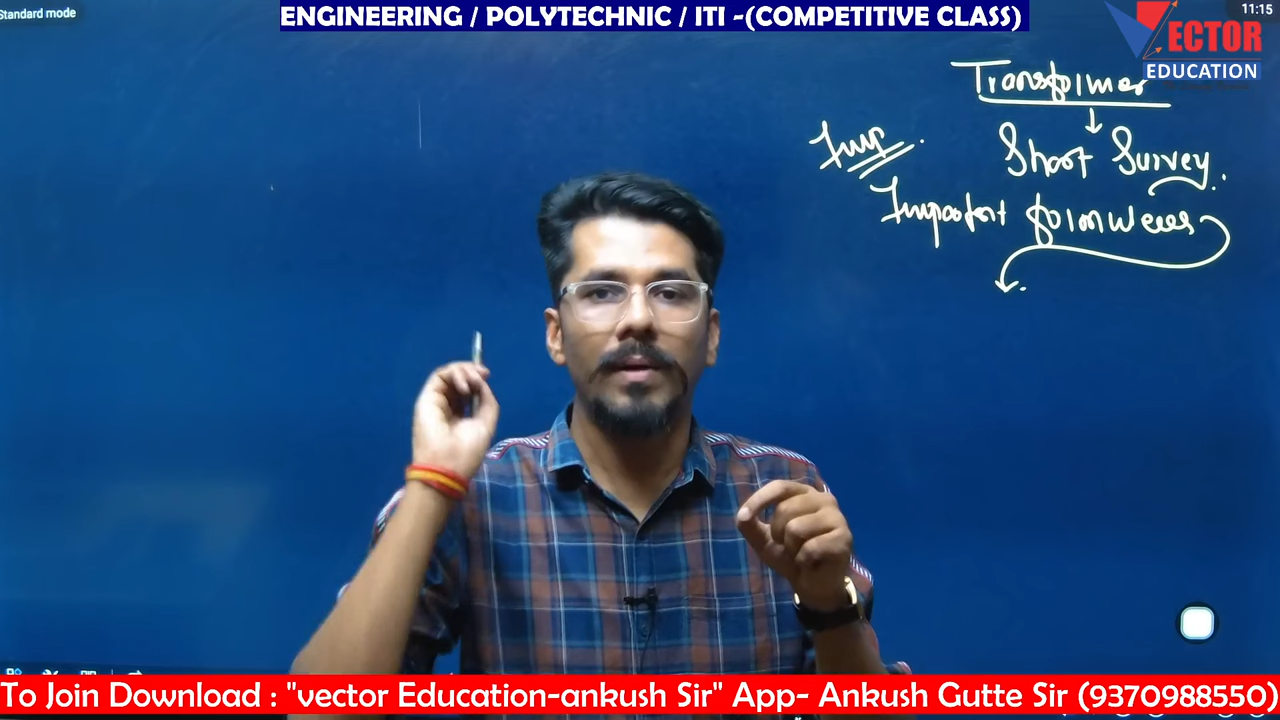 Standard mode
ENGINEERING / POLYTECHNIC / ITI -(COMPETITIVE CLASS)
11:15
VECTOR
EDUCATION
Transformer
Short Survey.
Imp.
Important formulas
To Join Download : "vector Education-ankush Sir" App- Ankush Gutte Sir (9370988550)